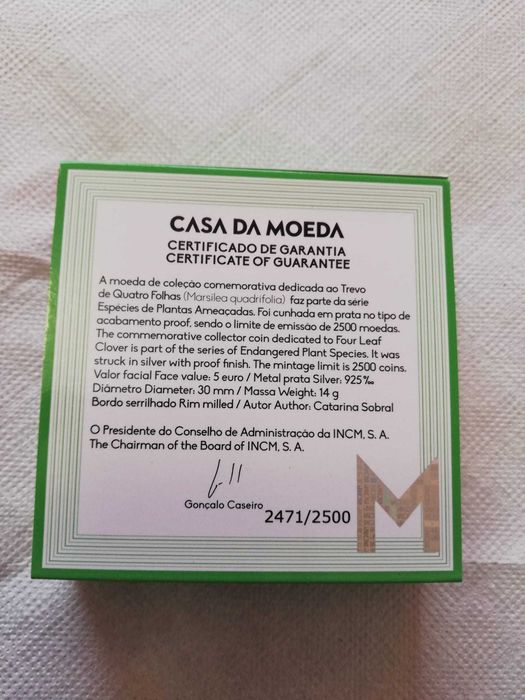 CASA DA MOEDA
CERTIFICADO DE GARANTIA
CERTIFICATE OF GUARANTEE
A moeda de coleção comemorativa dedicada ao Trevo
de Quatro Folhas (Marsilea quadrifolia) faz parte da série
Espécies de Plantas Ameaçadas. Foi cunhada em prata no tipo de
acabamento proof, sendo o limite de emissão de 2500 moedas.
The commemorative collector coin dedicated to Four Leaf
Clover is part of the series of Endangered Plant Species. It was
struck in silver with proof finish. The mintage limit is 2500 coins.
Valor facial Face value: 5 euro / Metal prata Silver: 925‰
Diâmetro Diameter: 30 mm / Massa Weight: 14 g
Bordo serrilhado Rim milled / Autor Author: Catarina Sobral
O Presidente do Conselho de Administração da INCM, S. A.
The Chairman of the Board of INCM, S. A.
Gonçalo Caseiro
2471/2500
M